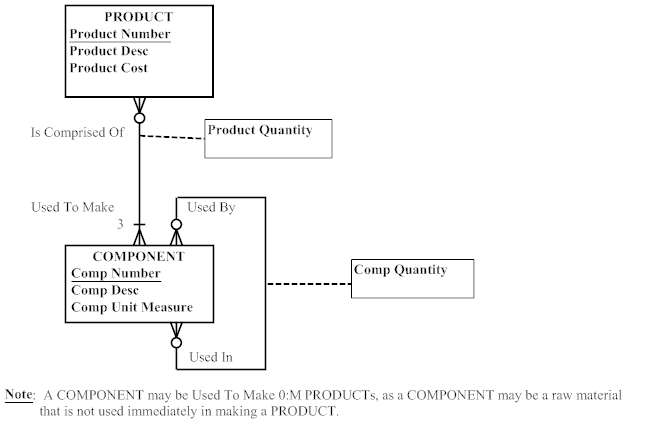 PRODUCT
Product Number
Product Desc
Product Cost
Is Comprised Of
Product Quantity
Used To Make
Used By
3
COMPONENT
Comp Number
Comp Desc
Comp Unit Measure
Comp Quantity
Used In
Note: A COMPONENT may be Used To Make 0:M PRODUCTs, as a COMPONENT may be a raw material
that is not used immediately in making a PRODUCT.